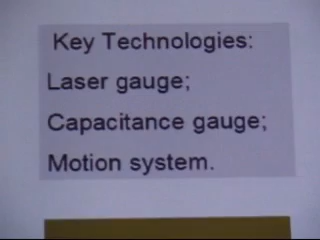 Key Technologies:
Laser gauge;
Capacitance gauge;
Motion system.